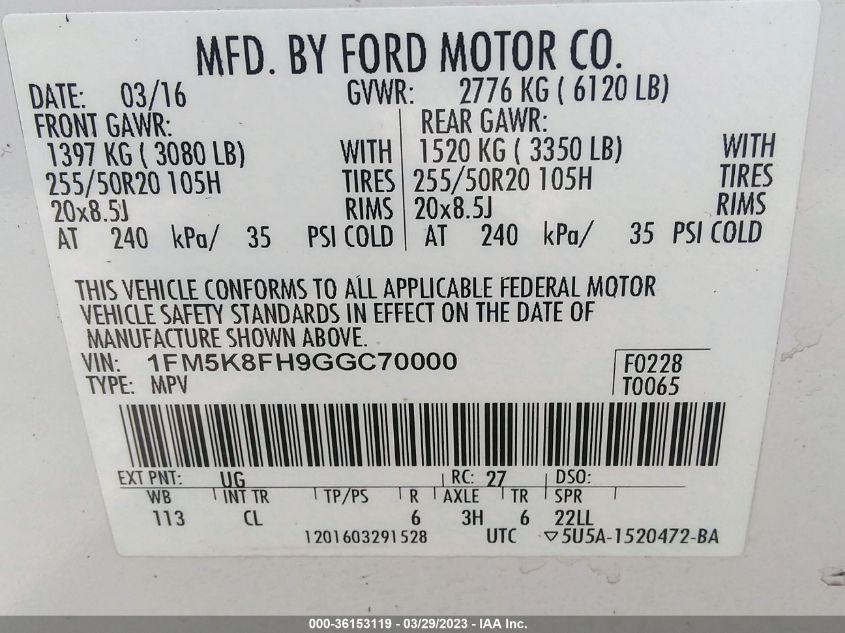 MFD. BY FORD MOTOR CO.
DATE: 03/16 GVWR: 2776 KG ( 6120 LB)
FRONT GAWR: REAR GAWR:
1397 KG ( 3080 LB) WITH 1520 KG ( 3350 LB) WITH
255/50R20 105H TIRES 255/50R20 105H TIRES
20x8.5J RIMS 20x8.5J RIMS
AT 240 kPa/ 35 PSI COLD AT 240 kPa/ 35 PSI COLD
THIS VEHICLE CONFORMS TO ALL APPLICABLE FEDERAL MOTOR
VEHICLE SAFETY STANDARDS IN EFFECT ON THE DATE OF
MANUFACTURE SHOWN ABOVE.
VIN: 1FM5K8FH9GGC70000 F0228
TYPE: MPV T0065
EXT PNT: UG RC: 27 DSO:
WB INT TR TP/PS R AXLE TR SPR
113 CL 6 3H 6 22LL
1201603291528 UTC ▽5U5A-1520472-BA
000-36153119 - 03/29/2023 - IAA Inc.